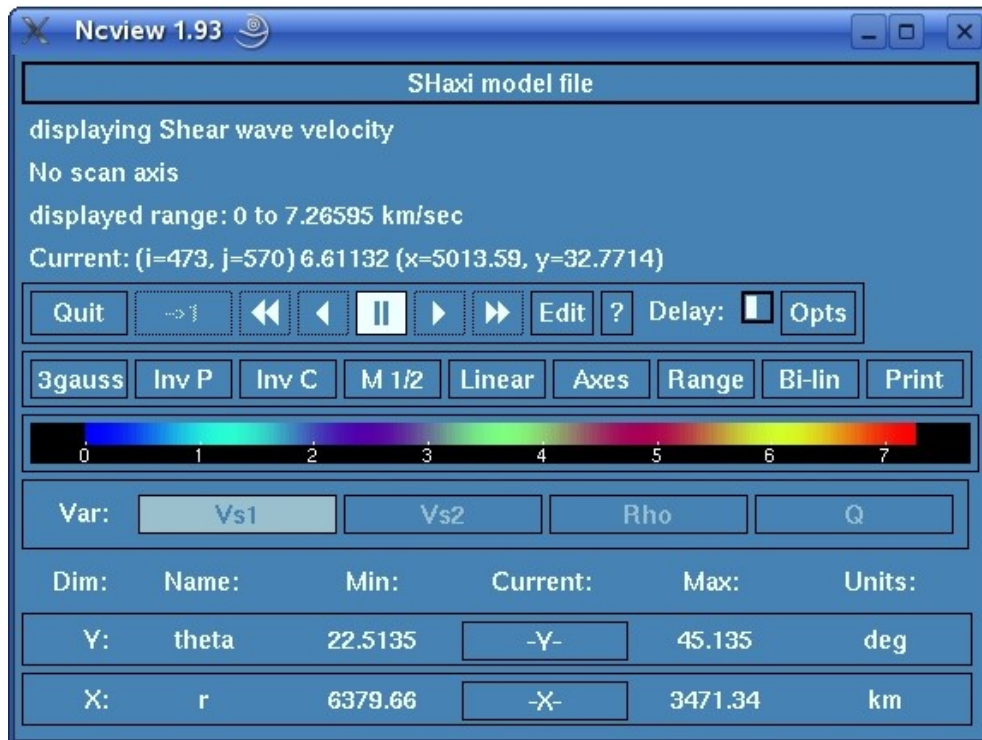 Ncview 1.93
SHaxi model file
displaying Shear wave velocity
No scan axis
displayed range: 0 to 7.26595 km/sec
Current: (i=473, j=570) 6.61132 (x=5013.59, y=32.7714)
Quit ->1 Edit ? Delay: Opts
3gauss Inv P Inv C M 1/2 Linear Axes Range Bi-lin Print
0 1 2 3 4 5 6 7
Var: Vs1 Vs2 Rho Q
Dim: Name: Min: Current: Max: Units:
Y: theta 22.5135 -Y- 45.135 deg
X: r 6379.66 -X- 3471.34 km